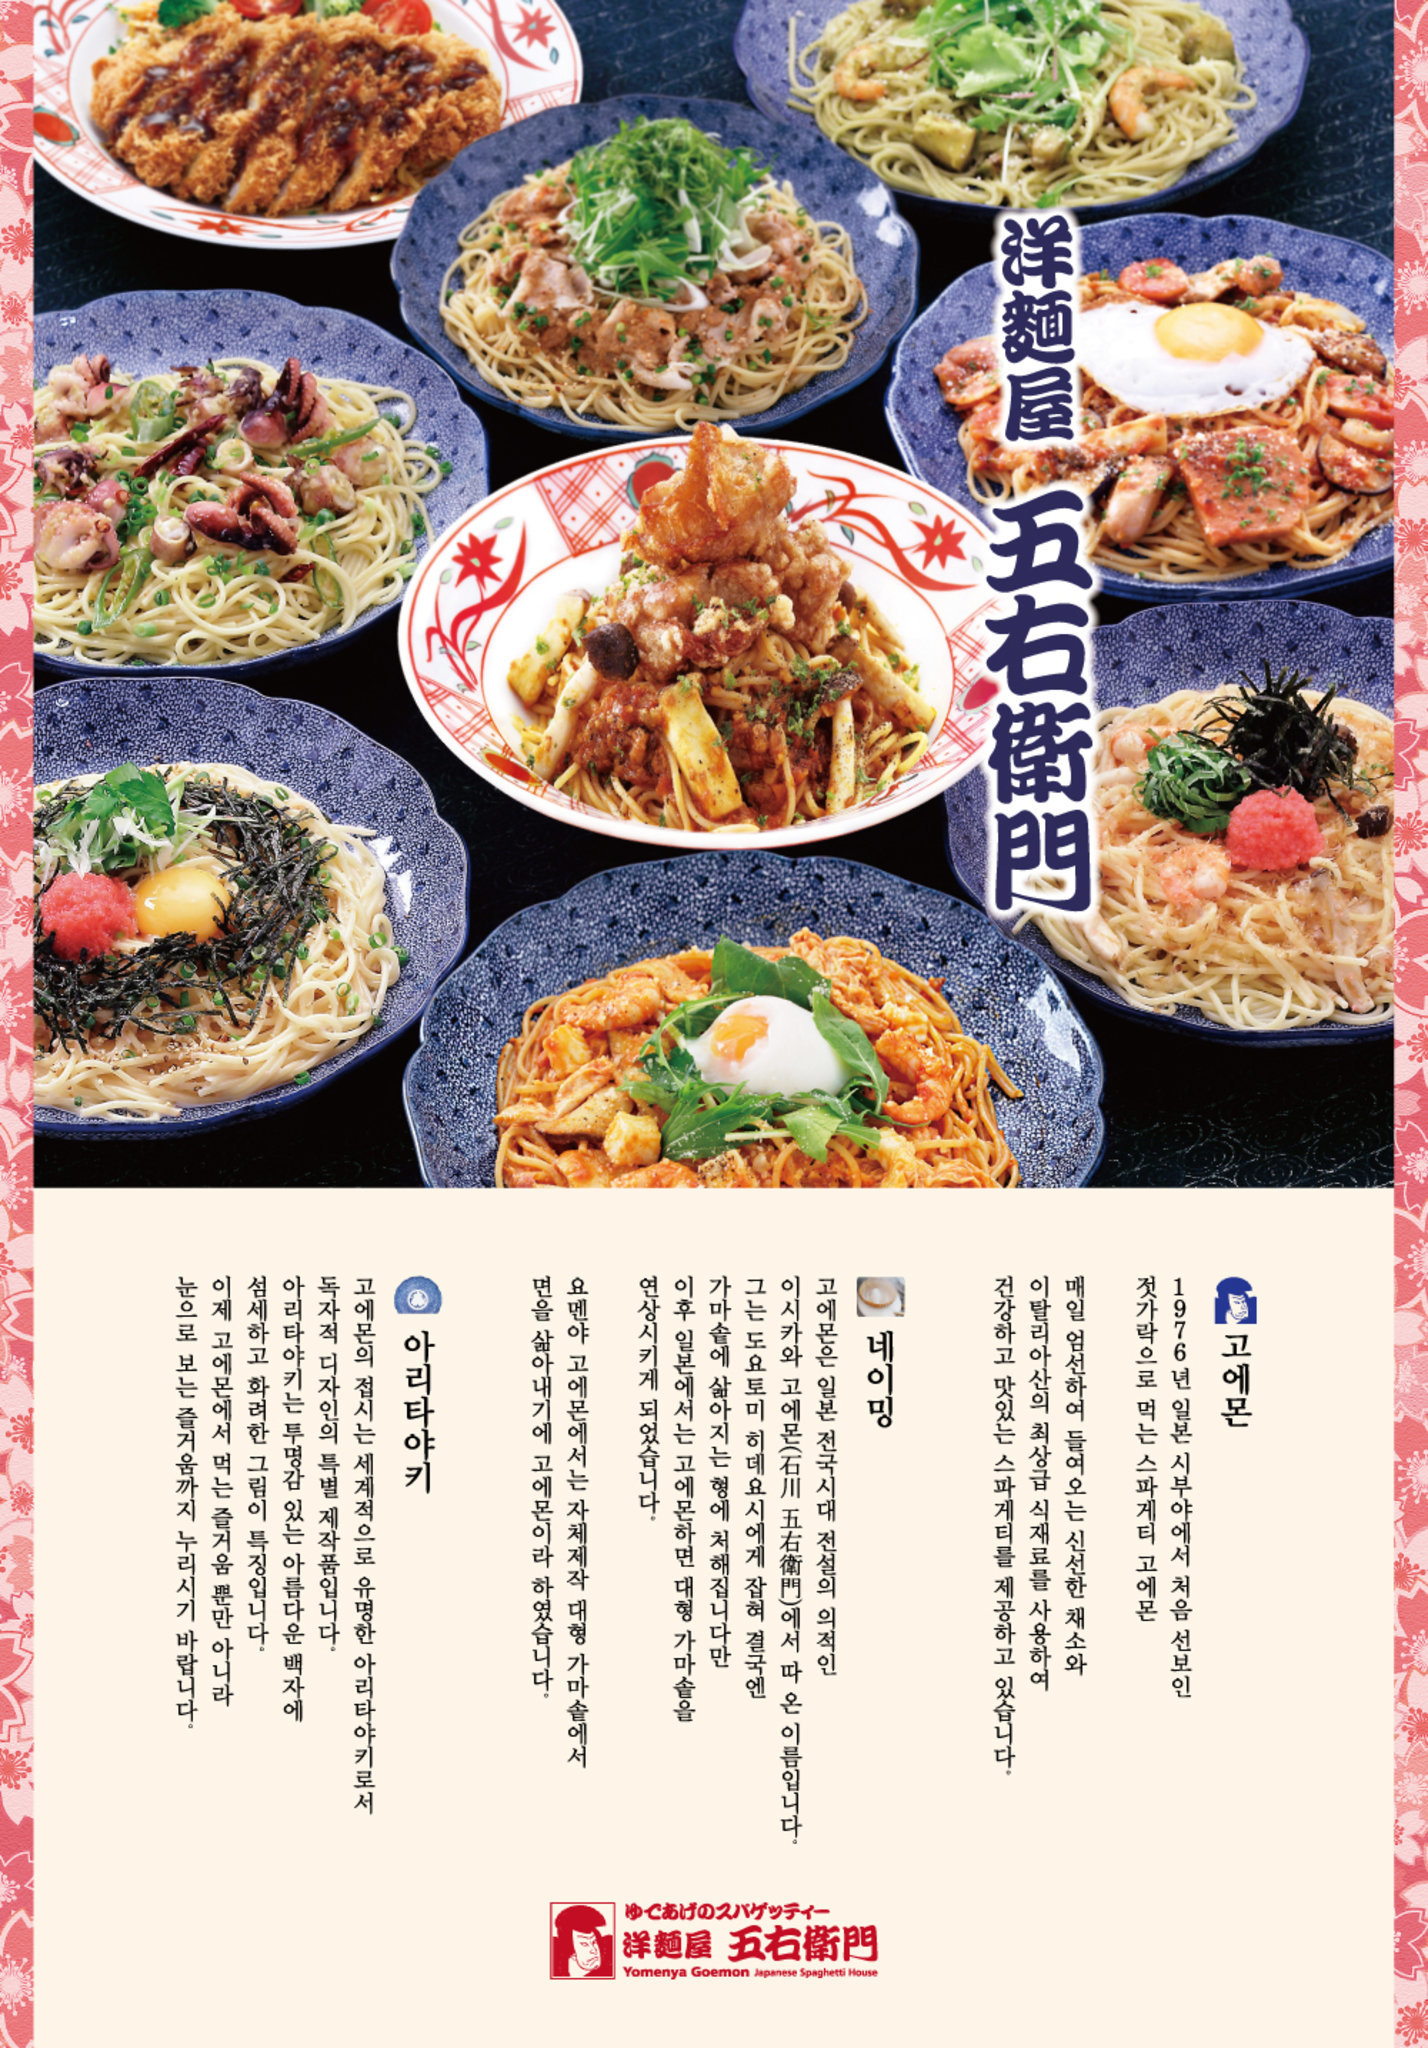 洋麺屋 五右衛門
고에몬
1976년 일본 시부야에서 처음 선보인
젓가락으로 먹는 스파게티 고에몬
매일 엄선하여 들여오는 신선한 채소와
이탈리아산의 최상급 식재료를 사용하여
건강하고 맛있는 스파게티를 제공하고 있습니다.
네이밍
고에몬은 일본 전국시대 전설의 의적인
이시카와 고에몬(石川 五右衛門)에서 따 온 이름입니다.
그는 도요토미 히데요시에게 잡혀 결국엔
가마솥에 삶아지는 형에 처해집니다만
이후 일본에서는 고에몬하면 대형 가마솥을
연상시키게 되었습니다.
요멘야 고에몬에서는 자체제작 대형 가마솥에서
면을 삶아내기에 고에몬이라 하였습니다.
아리타야키
고에몬의 접시는 세계적으로 유명한 아리타야키로서
독자적 디자인의 특별 제작품입니다.
아리타야키는 투명감 있는 아름다운 백자에
섬세하고 화려한 그림이 특징입니다.
이제 고에몬에서 먹는 즐거움 뿐만 아니라
눈으로 보는 즐거움까지 누리시기 바랍니다.
ゆであげのスパゲッティー
洋麺屋 五右衛門
Yomenya Goemon Japanese Spaghetti House